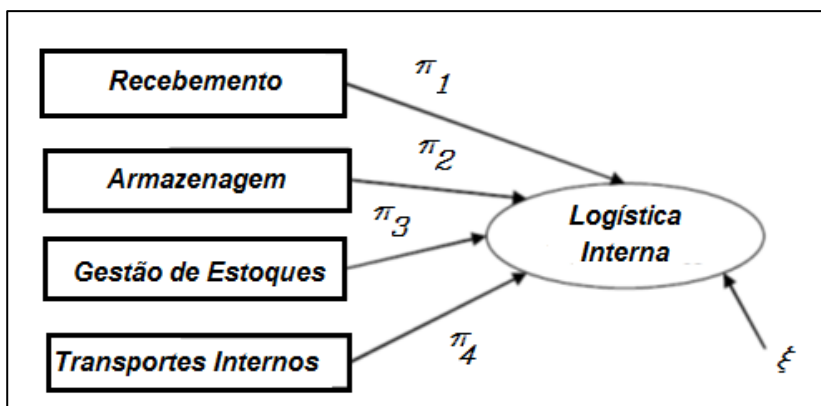 Recebemento
π1
Armazenagem
π2
Gestão de Estoques
π3
Transportes Internos
π4
Logística
Interna
ξ